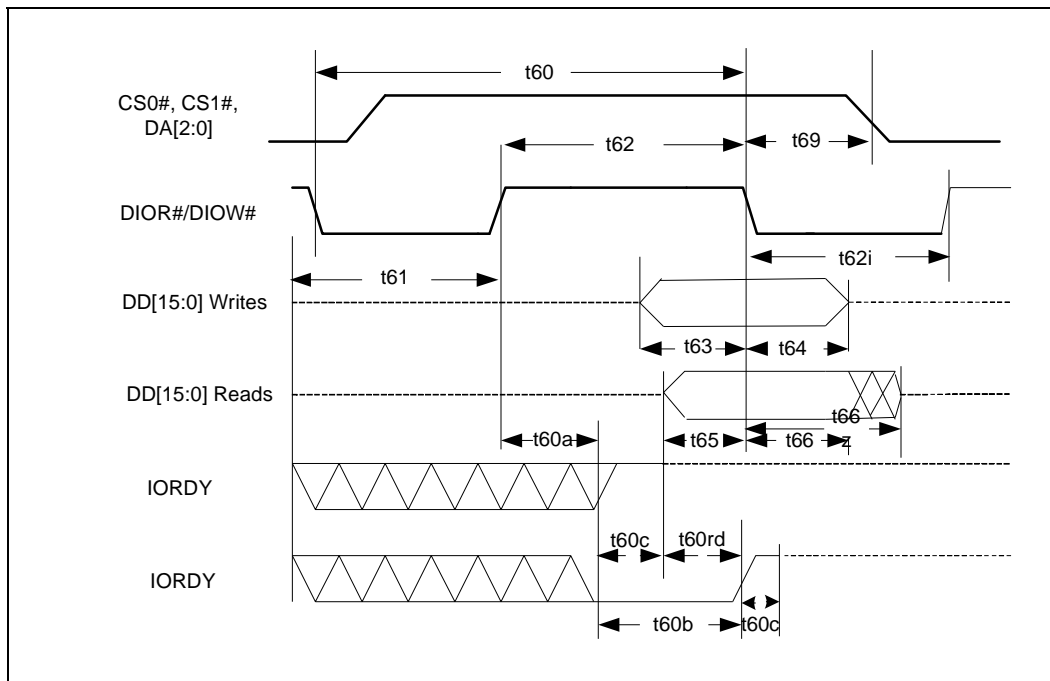 t60
CS0#, CS1#,
DA[2:0]
t62
t69
DIOR#/DIOW#
t62i
t61
DD[15:0] Writes
t63
t64
DD[15:0] Reads
t66
t60a
t65
t66
z
IORDY
t60c
t60rd
IORDY
t60b
t60c